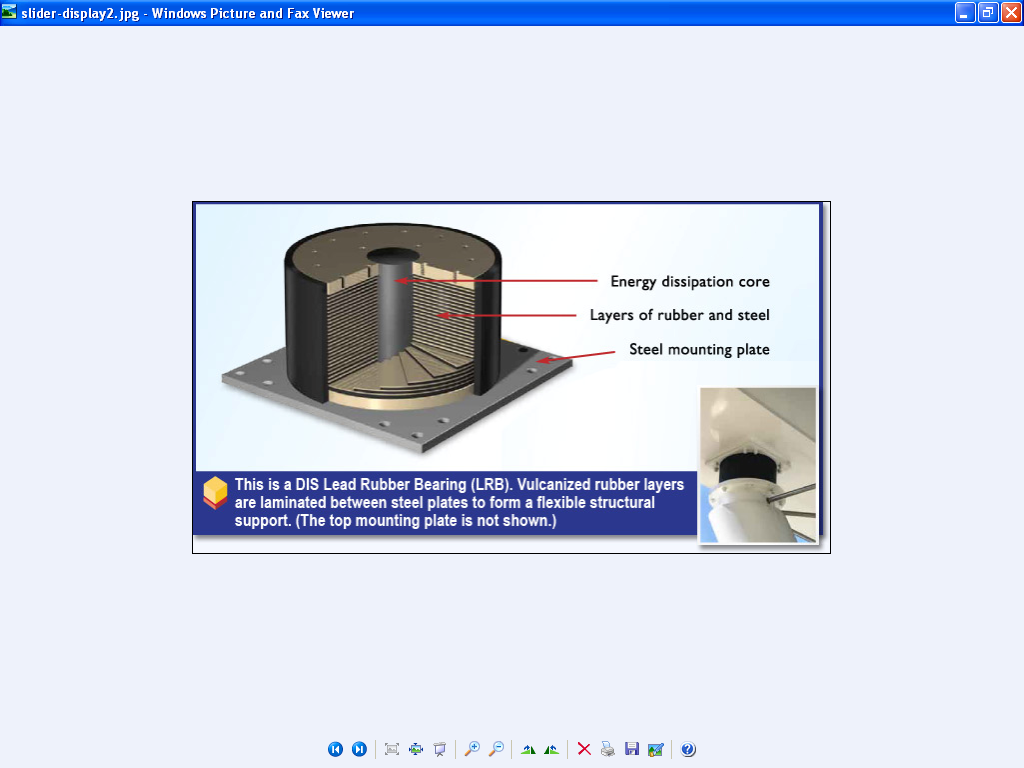 slider-display2.jpg - Windows Picture and Fax Viewer
Energy dissipation core
Layers of rubber and steel
Steel mounting plate
This is a DIS Lead Rubber Bearing (LRB). Vulcanized rubber layers
are laminated between steel plates to form a flexible structural
support. (The top mounting plate is not shown.)